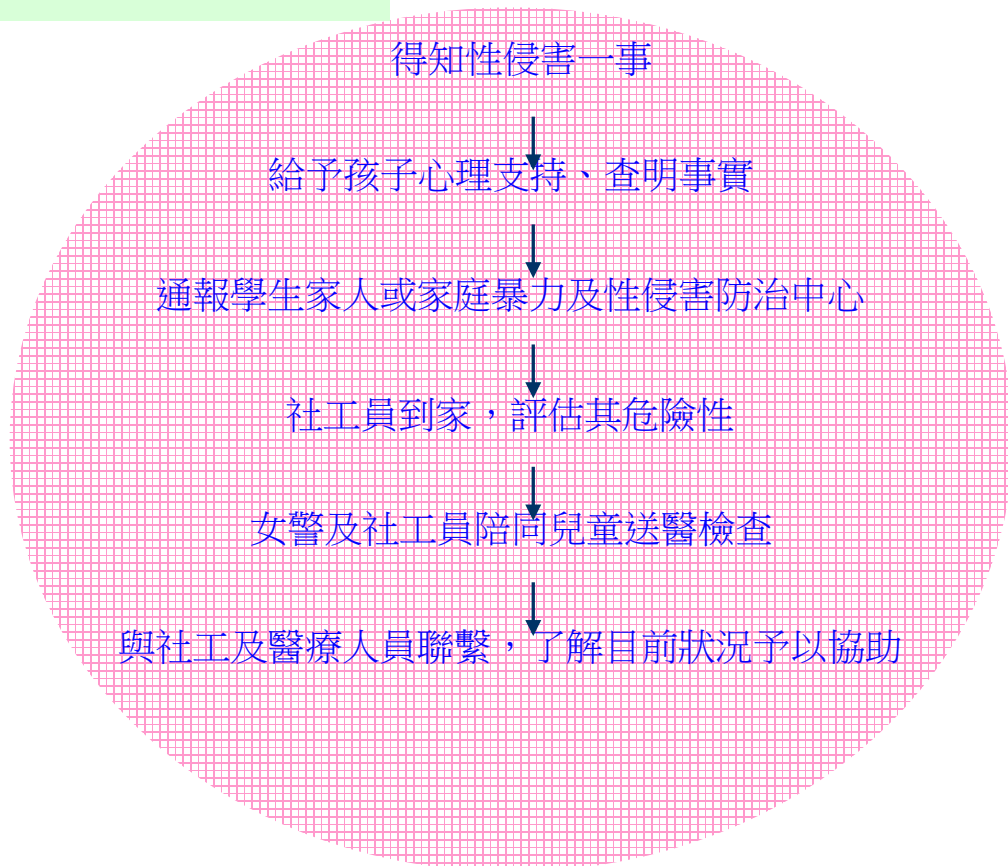 得知性侵害一事
給予孩子心理支持、查明事實
通報學生家人或家庭暴力及性侵害防治中心
社工員到家，評估其危險性
女警及社工員陪同兒童送醫檢查
與社工及醫療人員聯繫，了解目前狀況予以協助